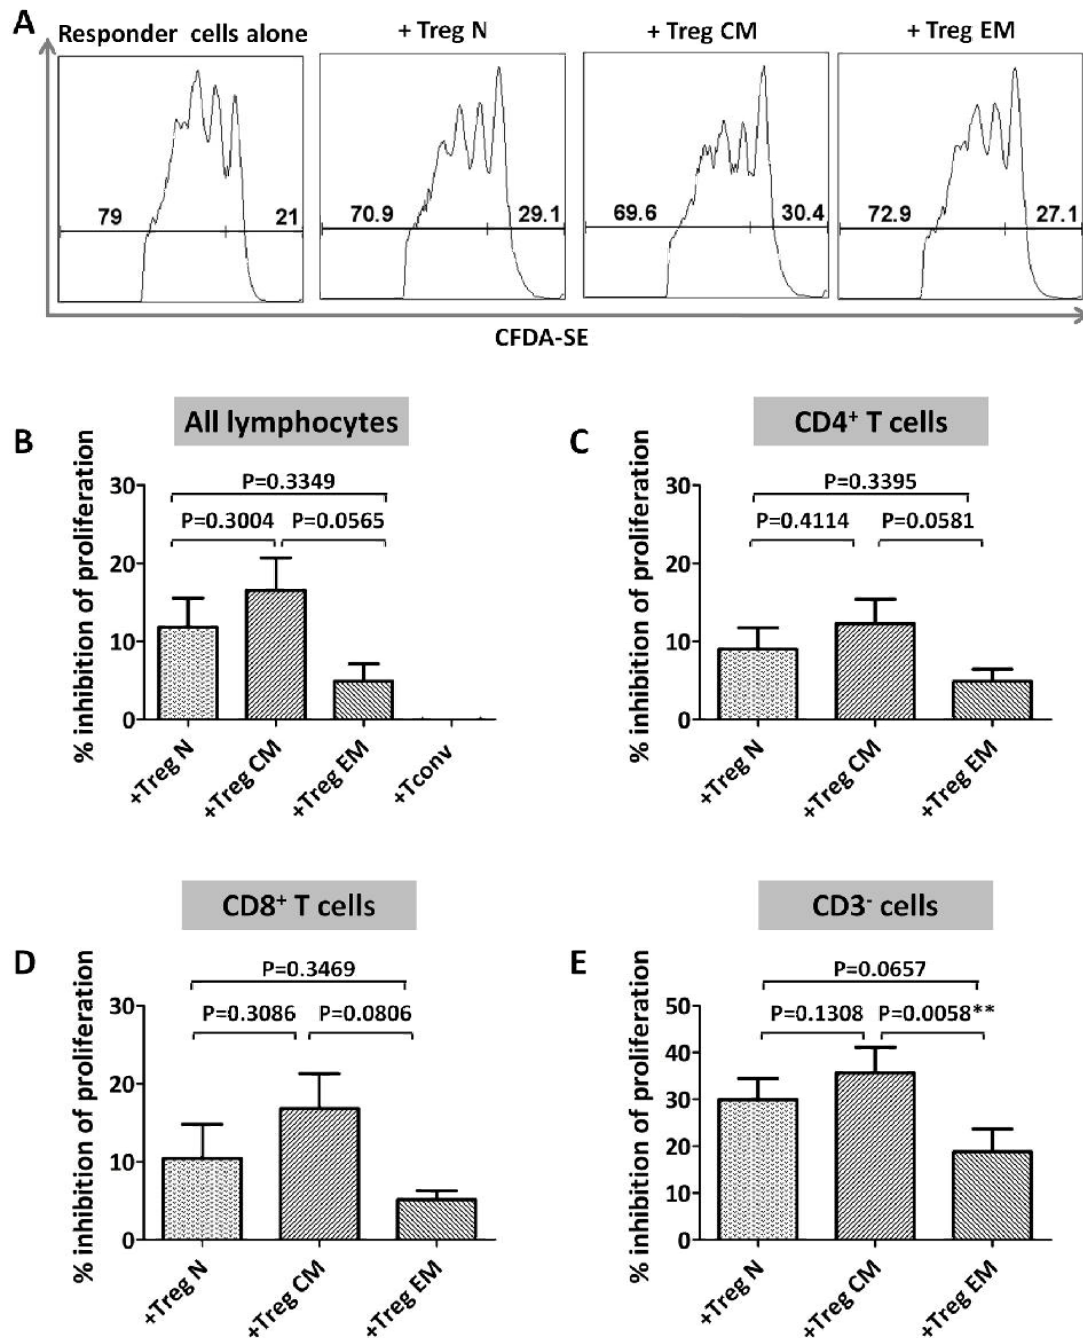 A
Responder cells alone
+ Treg N
+ Treg CM
+ Treg EM
79
21
70.9
29.1
69.6
30.4
72.9
27.1
CFDA-SE
B
All lymphocytes
% inhibition of proliferation
30
20
10
0
P=0.3349
P=0.3004
P=0.0565
+Treg N
+Treg CM
+Treg EM
+Tconv
C
CD4⁺ T cells
% inhibition of proliferation
30
20
10
0
P=0.3395
P=0.4114
P=0.0581
+Treg N
+Treg CM
+Treg EM
D
CD8⁺ T cells
% inhibition of proliferation
30
20
10
0
P=0.3469
P=0.3086
P=0.0806
+Treg N
+Treg CM
+Treg EM
E
CD3⁻ cells
% inhibition of proliferation
50
40
30
20
10
0
P=0.0657
P=0.1308
P=0.0058**
+Treg N
+Treg CM
+Treg EM